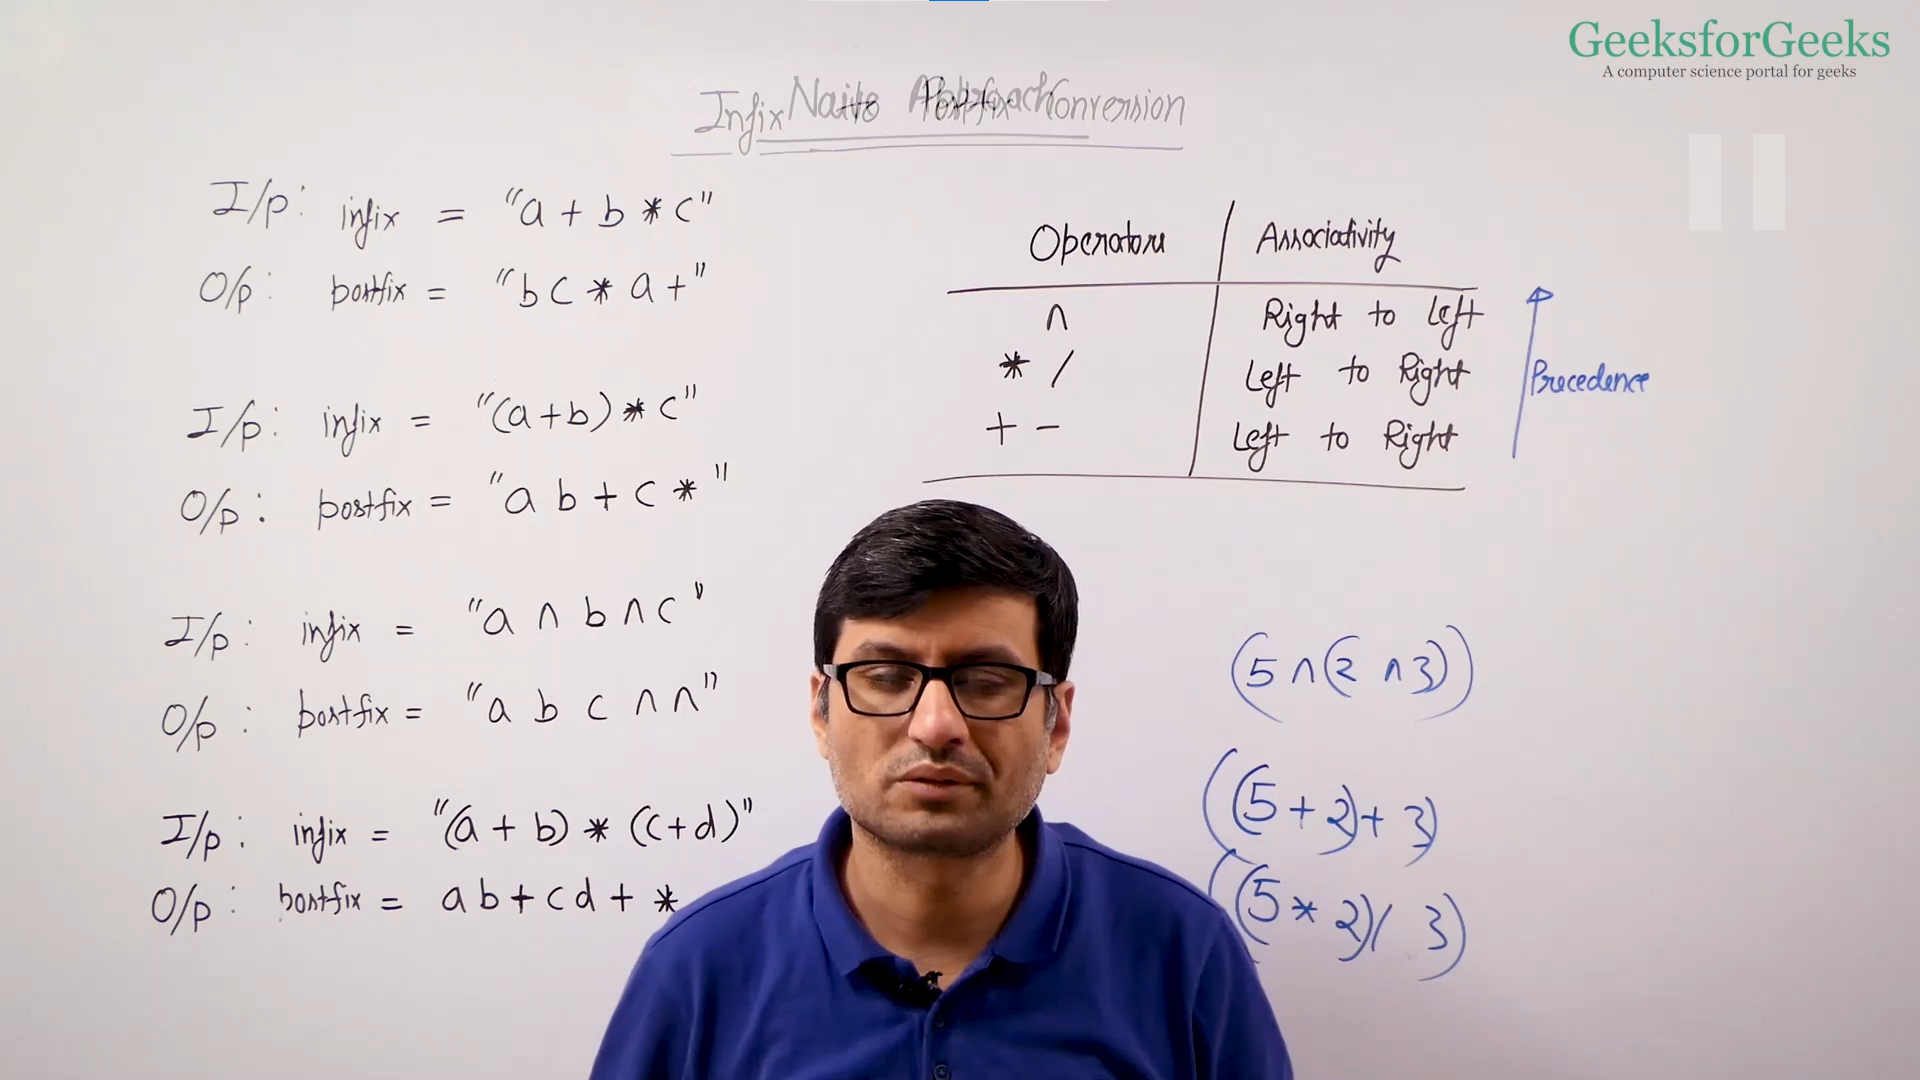 GeeksforGeeks
A computer science portal for geeks
Infix to Postfix Conversion
I/p: infix = "a + b * c"
O/p: postfix = "b c * a +"
I/p: infix = "(a+b) * c"
O/p: postfix = "a b + c *"
I/p: infix = "a ^ b ^ c"
O/p: postfix = "a b c ^ ^"
I/p: infix = "(a + b) * (c+d)"
O/p: postfix = a b + c d + *
Operators Associativity
^ Right to Left
* / Left to Right
+ - Left to Right
Precedence
(5 ^ (2 ^ 3))
((5 + 2) + 3)
((5 * 2) / 3)